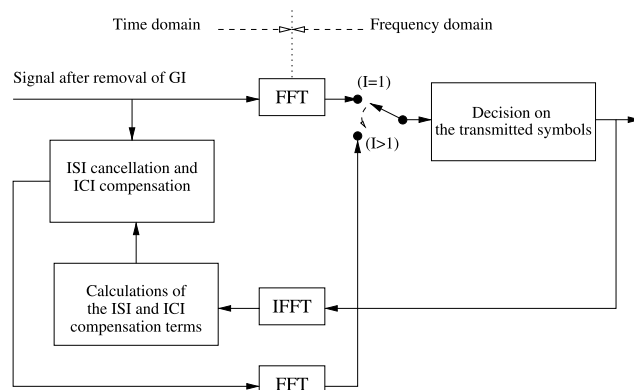 Time domain
Frequency domain
Signal after removal of GI
(I=1)
FFT
Decision on
the transmitted symbols
(I>1)
ISI cancellation and
ICI compensation
Calculations of
the ISI and ICI
compensation terms
IFFT
FFT